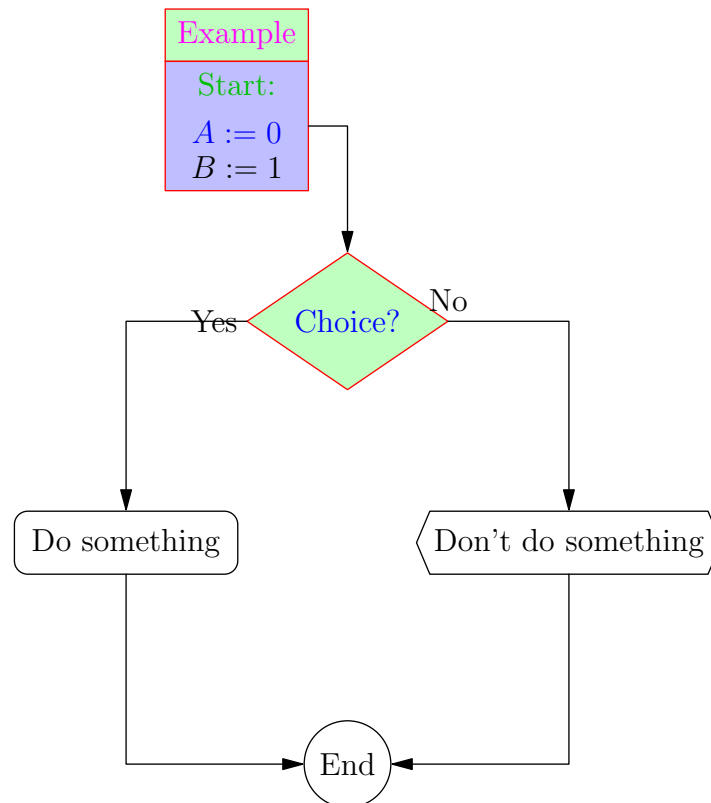 Example
Start:
A := 0
B := 1
Yes
Choice?
No
Do something
Don't do something
End